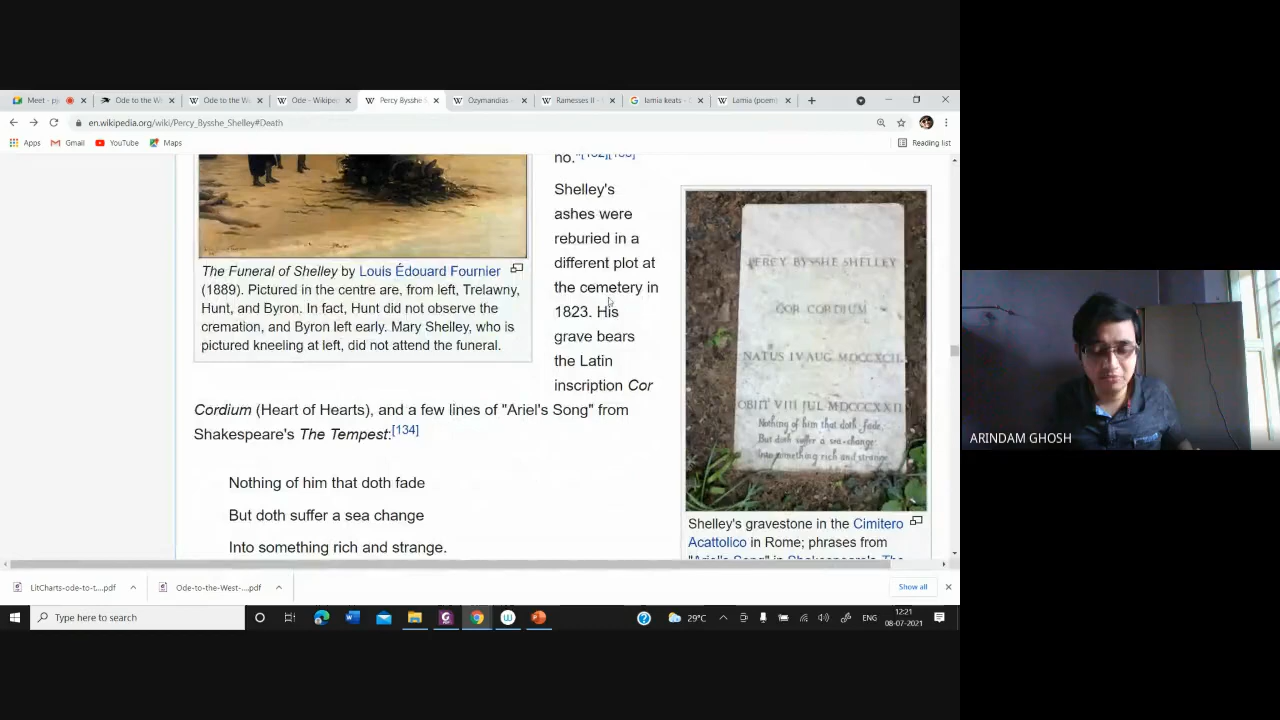 Meet - py
Ode to the W
Ode to the We
Ode - Wikiped
Percy Bysshe S
Ozymandias -
Ramesses II -
lamia keats -
Lamia (poem)
en.wikipedia.org/wiki/Percy_Bysshe_Shelley#Death
Apps
Gmail
YouTube
Maps
Reading list
no."
Shelley's
ashes were
reburied in a
different plot at
the cemetery in
1823. His
grave bears
the Latin
inscription Cor
Cordium (Heart of Hearts), and a few lines of "Ariel's Song" from
Shakespeare's The Tempest:[134]
Nothing of him that doth fade
But doth suffer a sea change
Into something rich and strange.
The Funeral of Shelley by Louis Édouard Fournier
(1889). Pictured in the centre are, from left, Trelawny,
Hunt, and Byron. In fact, Hunt did not observe the
cremation, and Byron left early. Mary Shelley, who is
pictured kneeling at left, did not attend the funeral.
PERCY BYSSHE SHELLEY
COR CORDIUM
NATUS IV AUG. MDCCXCII
OBIIT VIII JUL MDCCCXXII
Nothing of him that doth fade,
But doth suffer a sea-change
Into something rich and strange
Shelley's gravestone in the Cimitero
Acattolico in Rome; phrases from
"Ariel's Song" in Shakespeare's The
ARINDAM GHOSH
LitCharts-ode-to-t....pdf
Ode-to-the-West-....pdf
Show all
Type here to search
29°C
ENG
12:21
08-07-2021